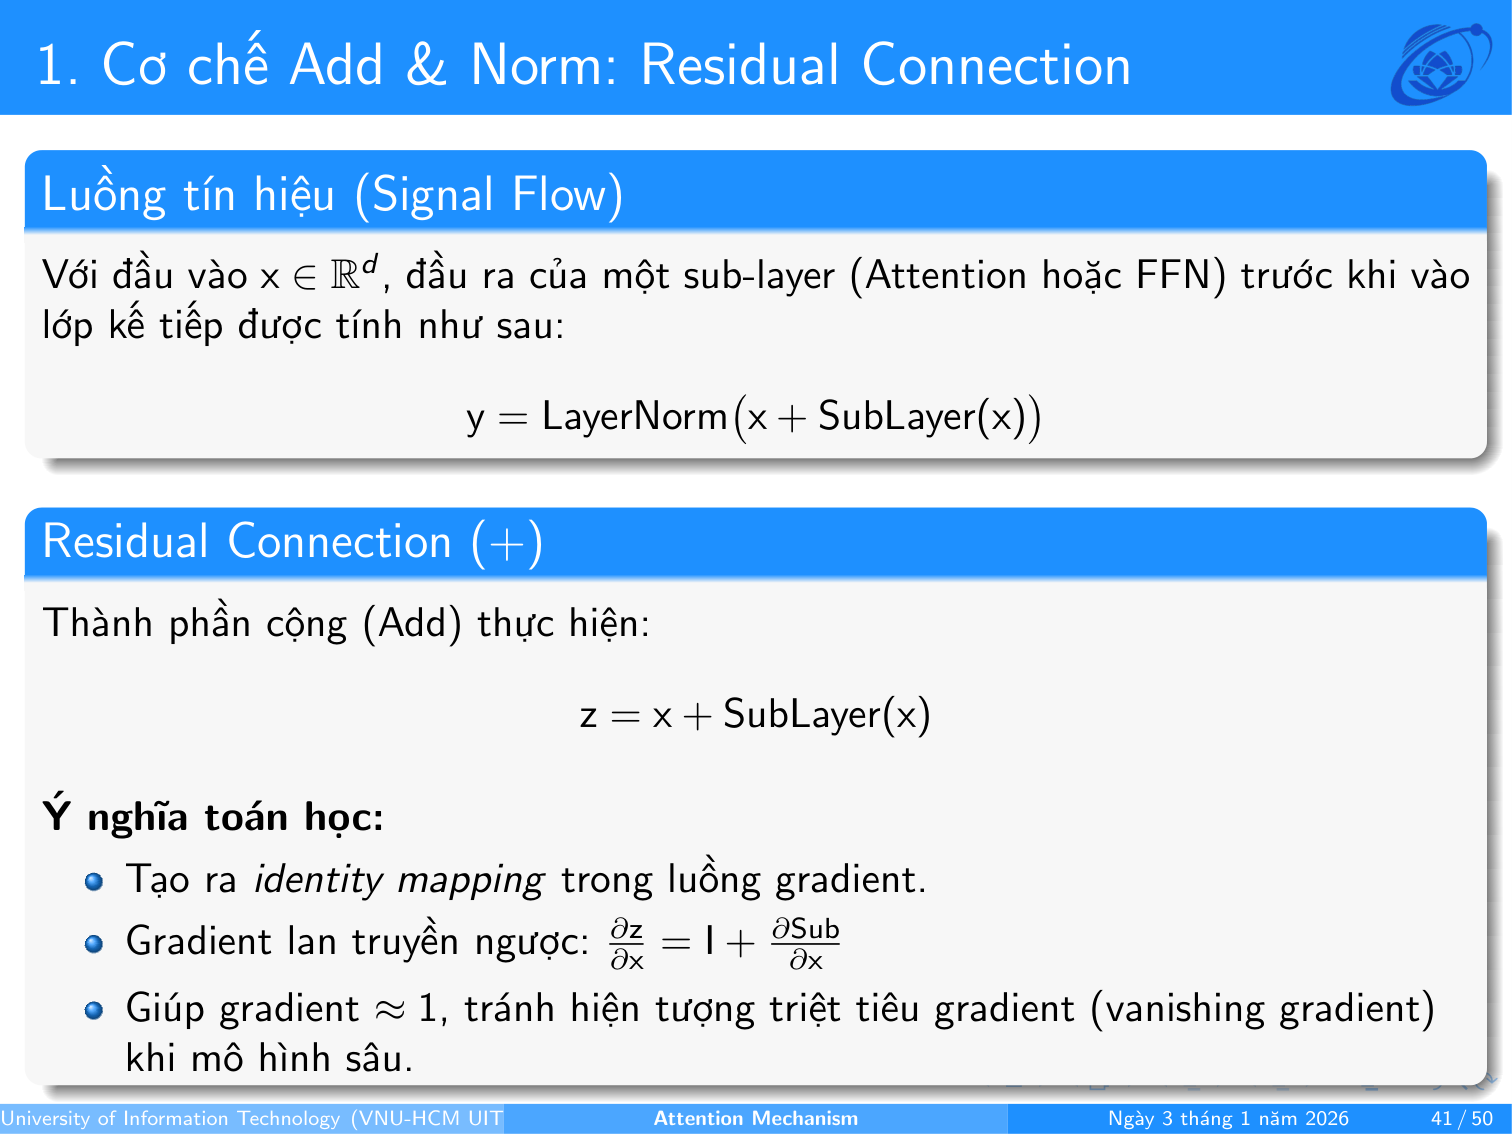 1. Cơ chế Add & Norm: Residual Connection
Luồng tín hiệu (Signal Flow)
Với đầu vào x ∈ ℝᵈ, đầu ra của một sub-layer (Attention hoặc FFN) trước khi vào
lớp kế tiếp được tính như sau:
y = LayerNorm(x + SubLayer(x))
Residual Connection (+)
Thành phần cộng (Add) thực hiện:
z = x + SubLayer(x)
Ý nghĩa toán học:
Tạo ra identity mapping trong luồng gradient.
Gradient lan truyền ngược: ∂z/∂x = I + ∂Sub/∂x
Giúp gradient ≈ 1, tránh hiện tượng triệt tiêu gradient (vanishing gradient)
khi mô hình sâu.
University of Information Technology (VNU-HCM UIT Attention Mechanism Ngày 3 tháng 1 năm 2026 41 / 50